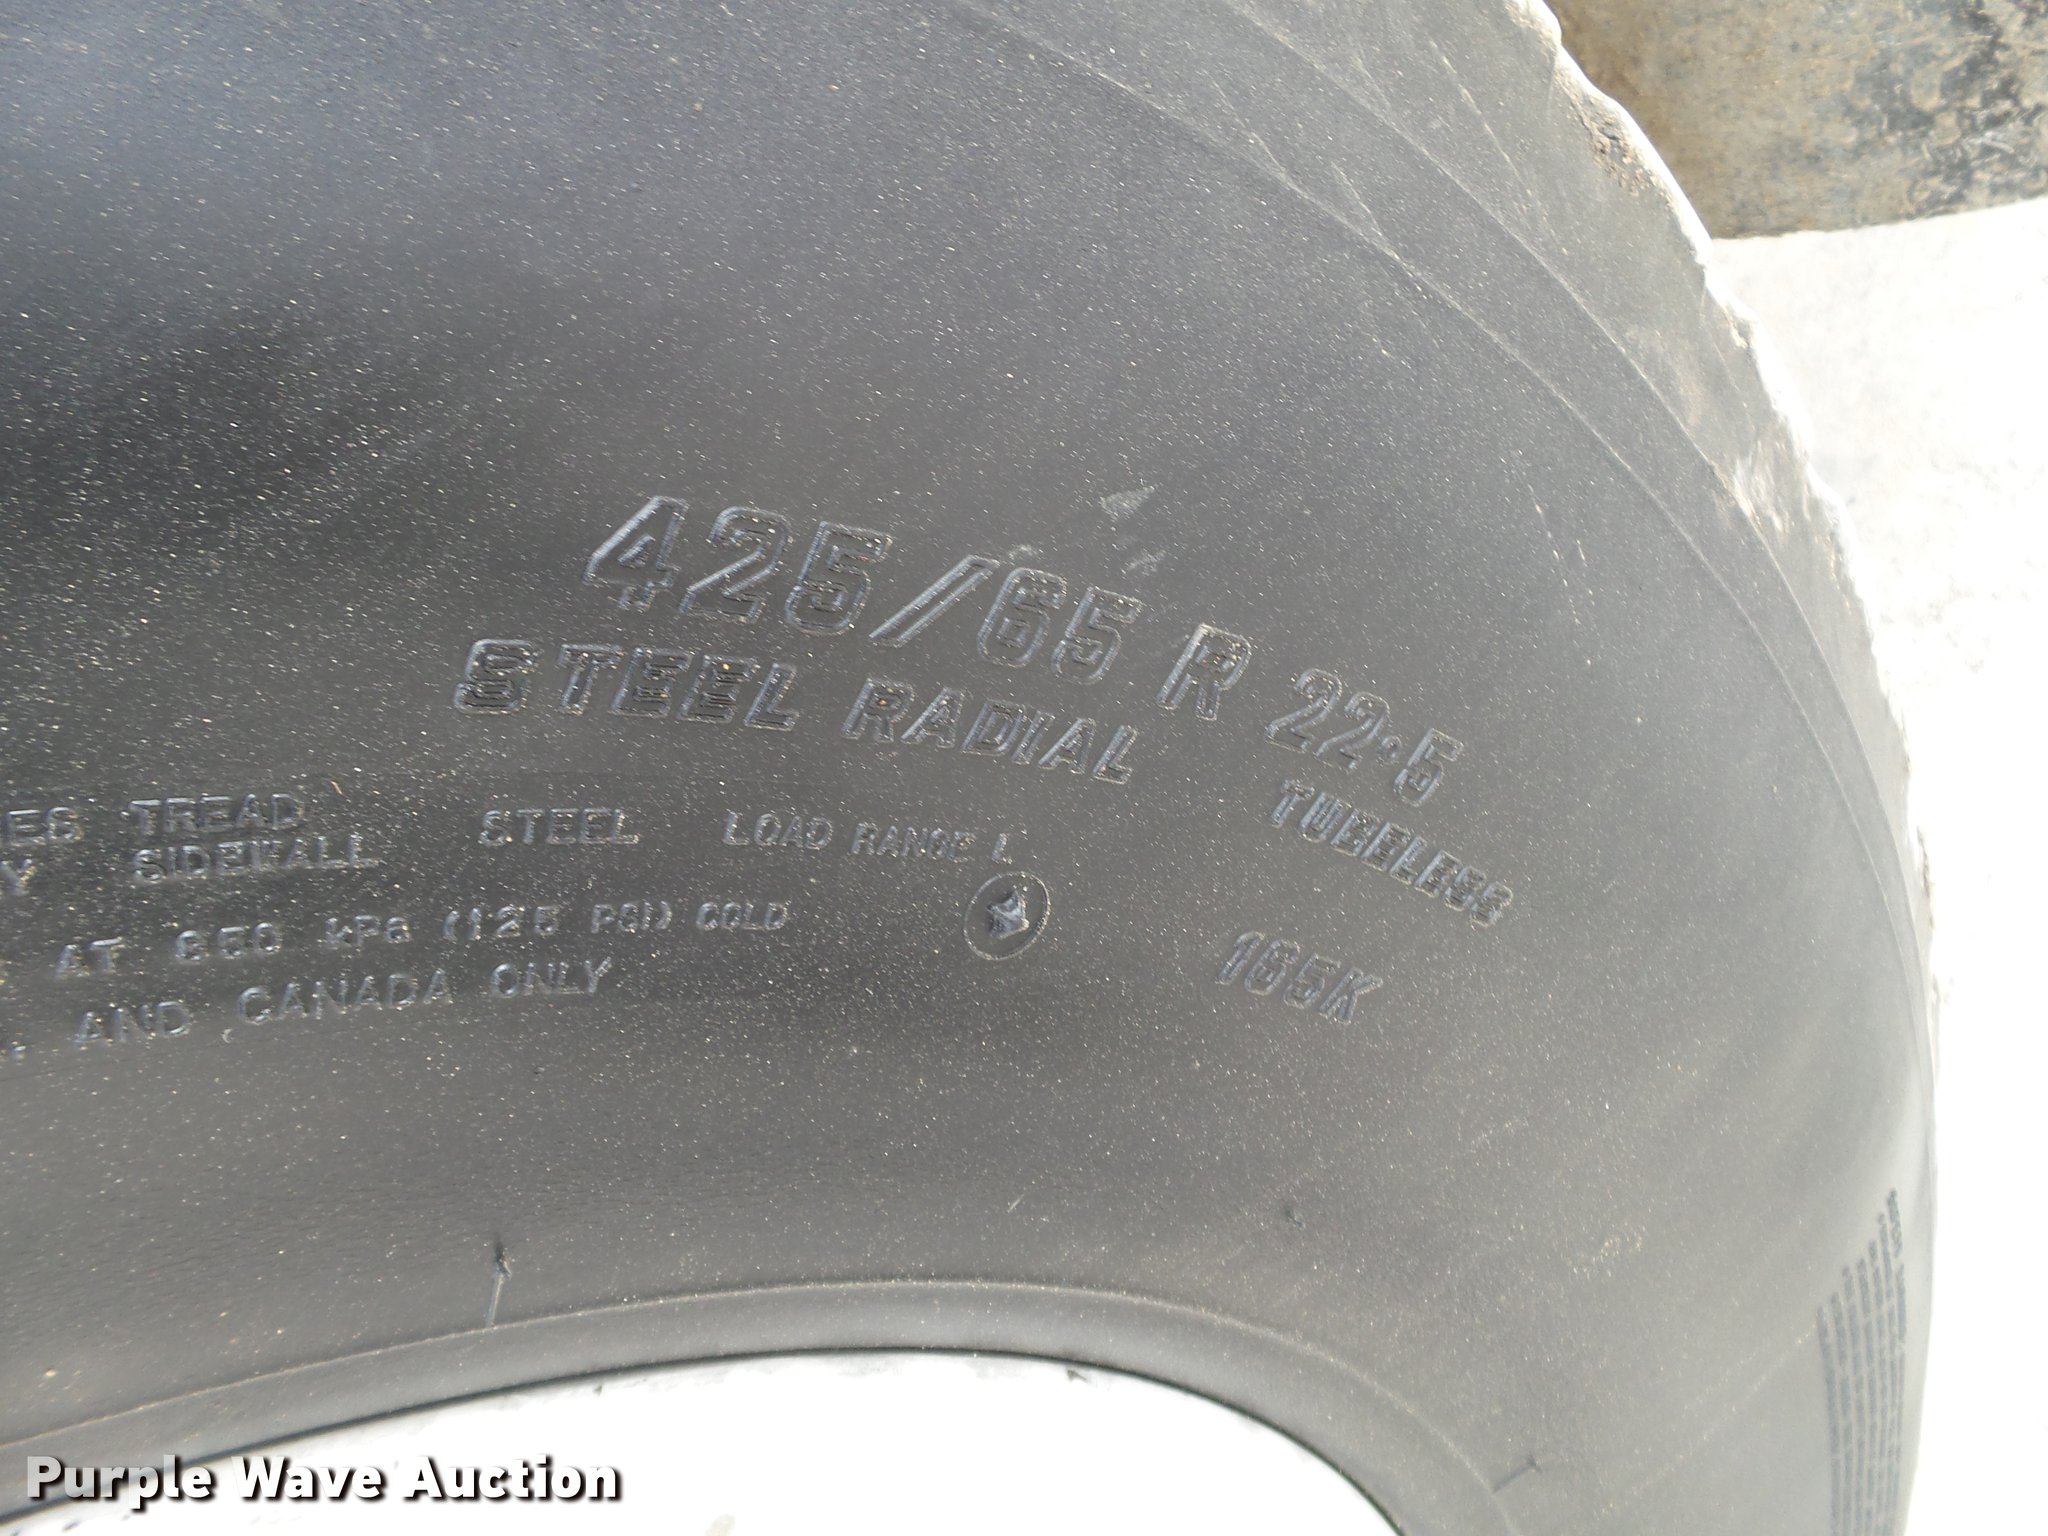 425/65 R 22.5
STEEL RADIAL
TUBELESS
TREAD STEEL LOAD RANGE L
SIDEWALL
AT 850 kPa (125 PSI) COLD
165K
AND CANADA ONLY
Purple Wave Auction